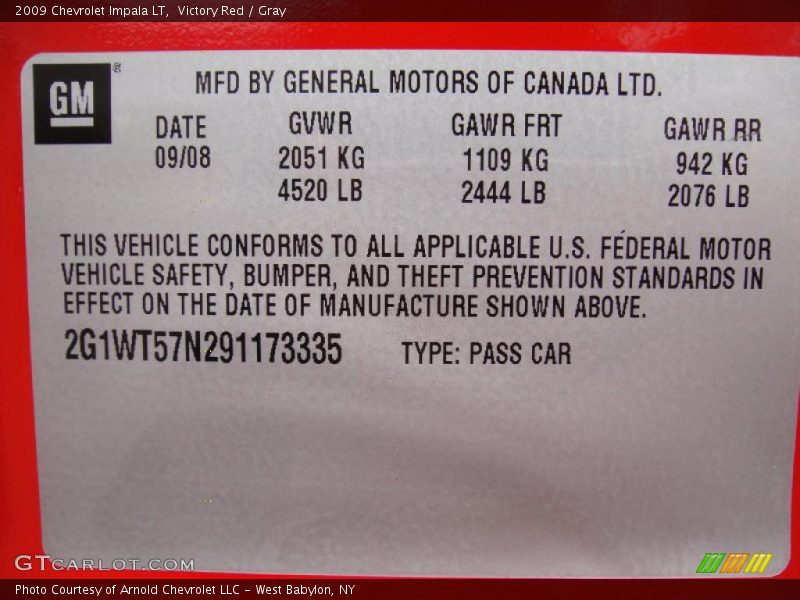 2009 Chevrolet Impala LT, Victory Red / Gray
GM®
MFD BY GENERAL MOTORS OF CANADA LTD.
DATE GVWR GAWR FRT GAWR RR
09/08 2051 KG 1109 KG 942 KG
4520 LB 2444 LB 2076 LB
THIS VEHICLE CONFORMS TO ALL APPLICABLE U.S. FEDERAL MOTOR
VEHICLE SAFETY, BUMPER, AND THEFT PREVENTION STANDARDS IN
EFFECT ON THE DATE OF MANUFACTURE SHOWN ABOVE.
2G1WT57N291173335 TYPE: PASS CAR
GTCARLOT.COM
Photo Courtesy of Arnold Chevrolet LLC - West Babylon, NY